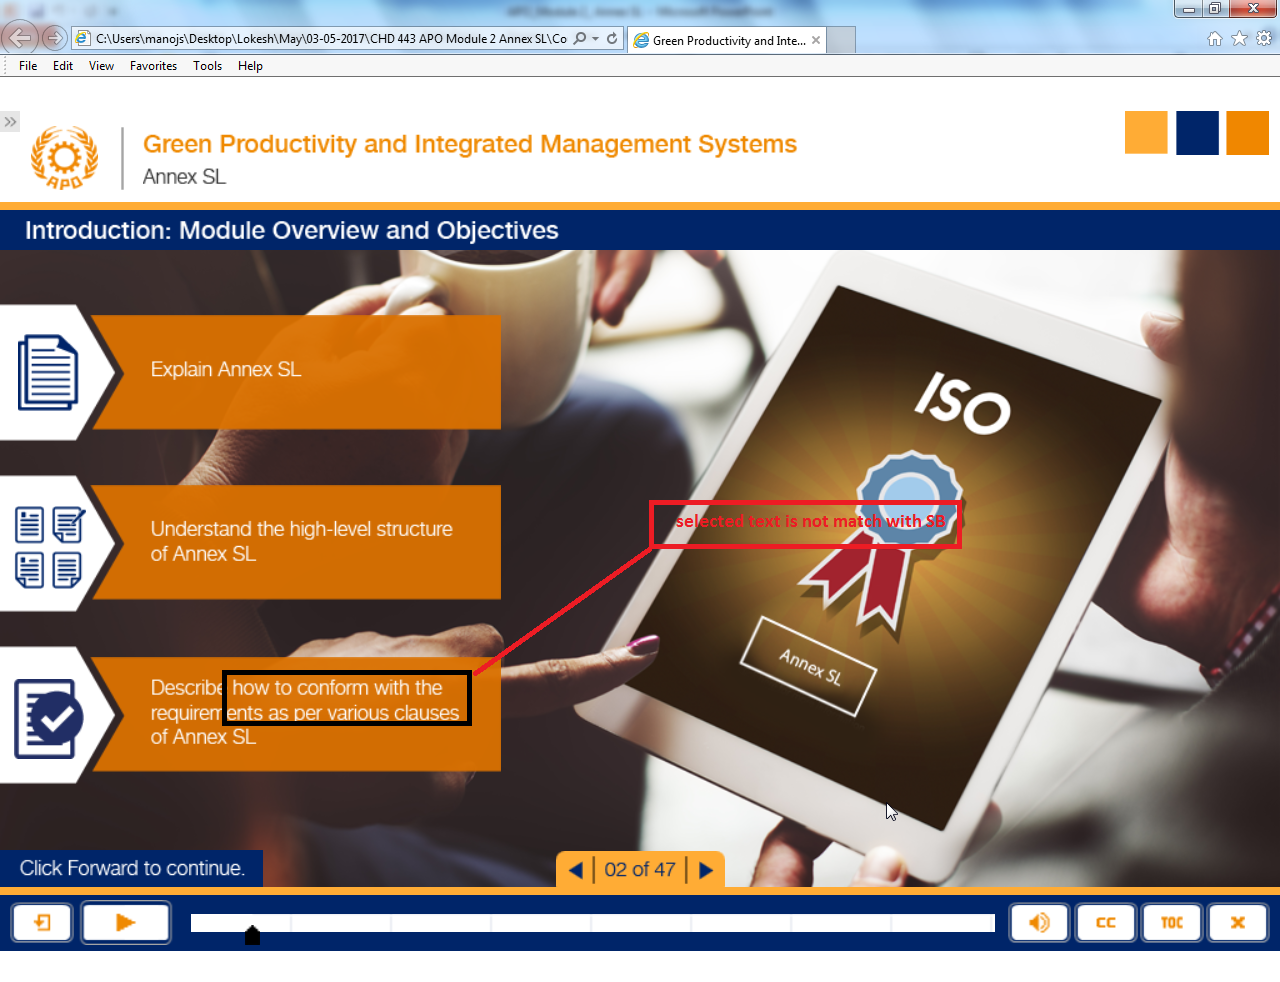 C:\Users\manojs\Desktop\Lokesh\May\03-05-2017\CHD 443 APO Module 2 Annex SL\Co
Green Productivity and Inte...
File Edit View Favorites Tools Help
APO
Green Productivity and Integrated Management Systems
Annex SL
Introduction: Module Overview and Objectives
Explain Annex SL
ISO
selected text is not match with SB
Understand the high-level structure
of Annex SL
Annex SL
Describe how to conform with the
requirements as per various clauses
of Annex SL
Click Forward to continue.
02 of 47
CC TOC